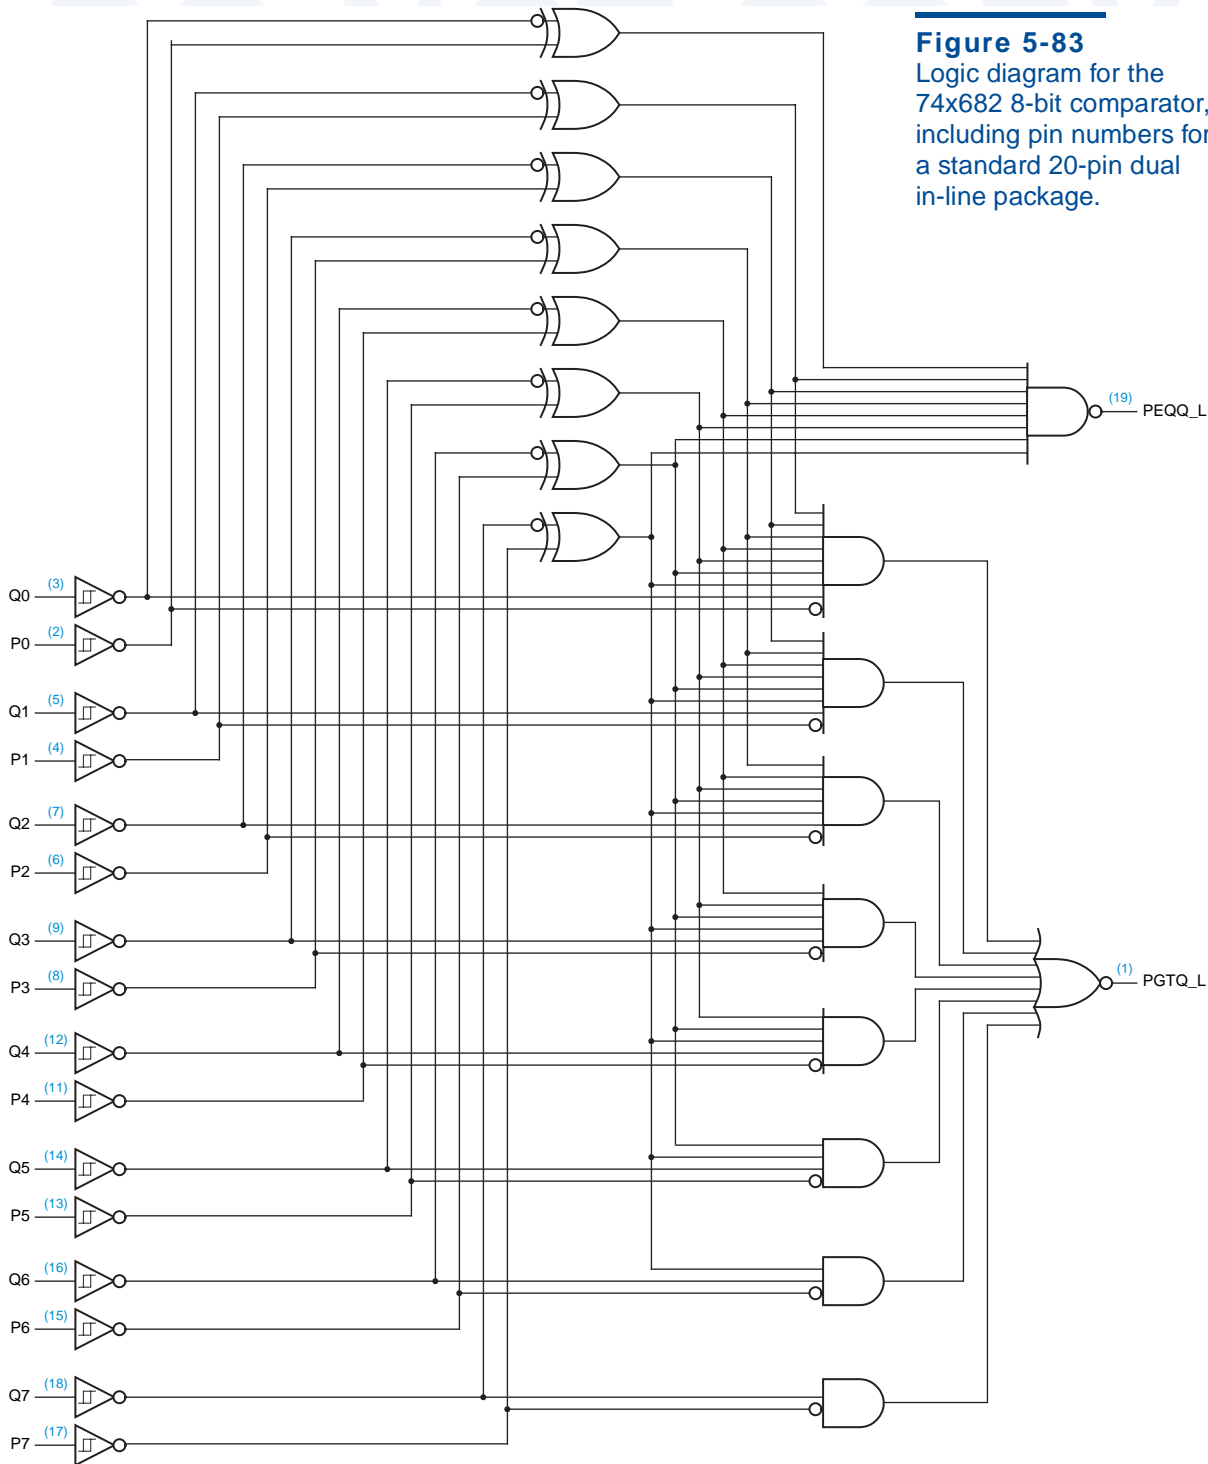 Figure 5-83
Logic diagram for the
74x682 8-bit comparator,
including pin numbers for
a standard 20-pin dual
in-line package.
(19) PEQQ_L
Q0 (3)
P0 (2)
Q1 (5)
P1 (4)
Q2 (7)
P2 (6)
Q3 (9)
P3 (8)
(1) PGTQ_L
Q4 (12)
P4 (11)
Q5 (14)
P5 (13)
Q6 (16)
P6 (15)
Q7 (18)
P7 (17)